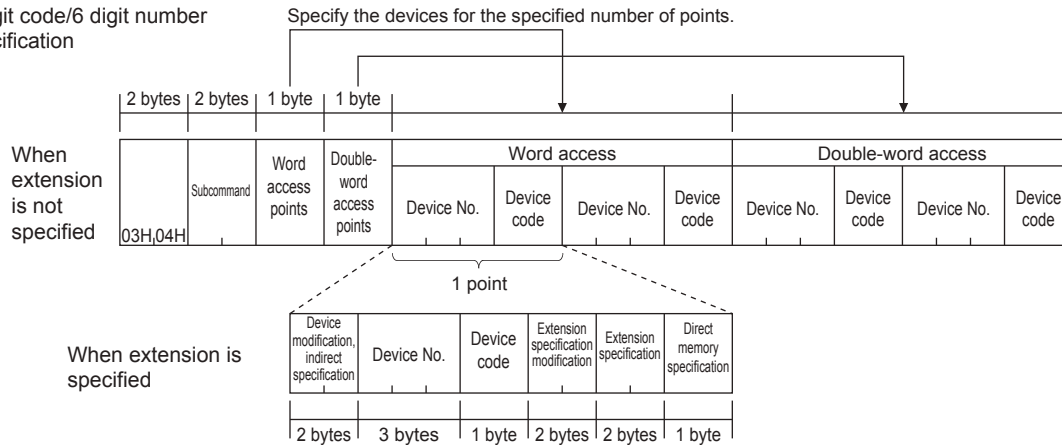 git code/6 digit number
cification
Specify the devices for the specified number of points.
2 bytes 2 bytes 1 byte 1 byte
When
extension
is not
specified
03H 04H
Subcommand
Word
access
points
Double-
word
access
points
Word access
Device No.
Device
code
Device No.
Device
code
Double-word access
Device No.
Device
code
Device No.
Device
code
1 point
When extension is
specified
Device
modification,
indirect
specification
Device No.
Device
code
Extension
specification
modification
Extension
specification
Direct
memory
specification
2 bytes 3 bytes 1 byte 2 bytes 2 bytes 1 byte